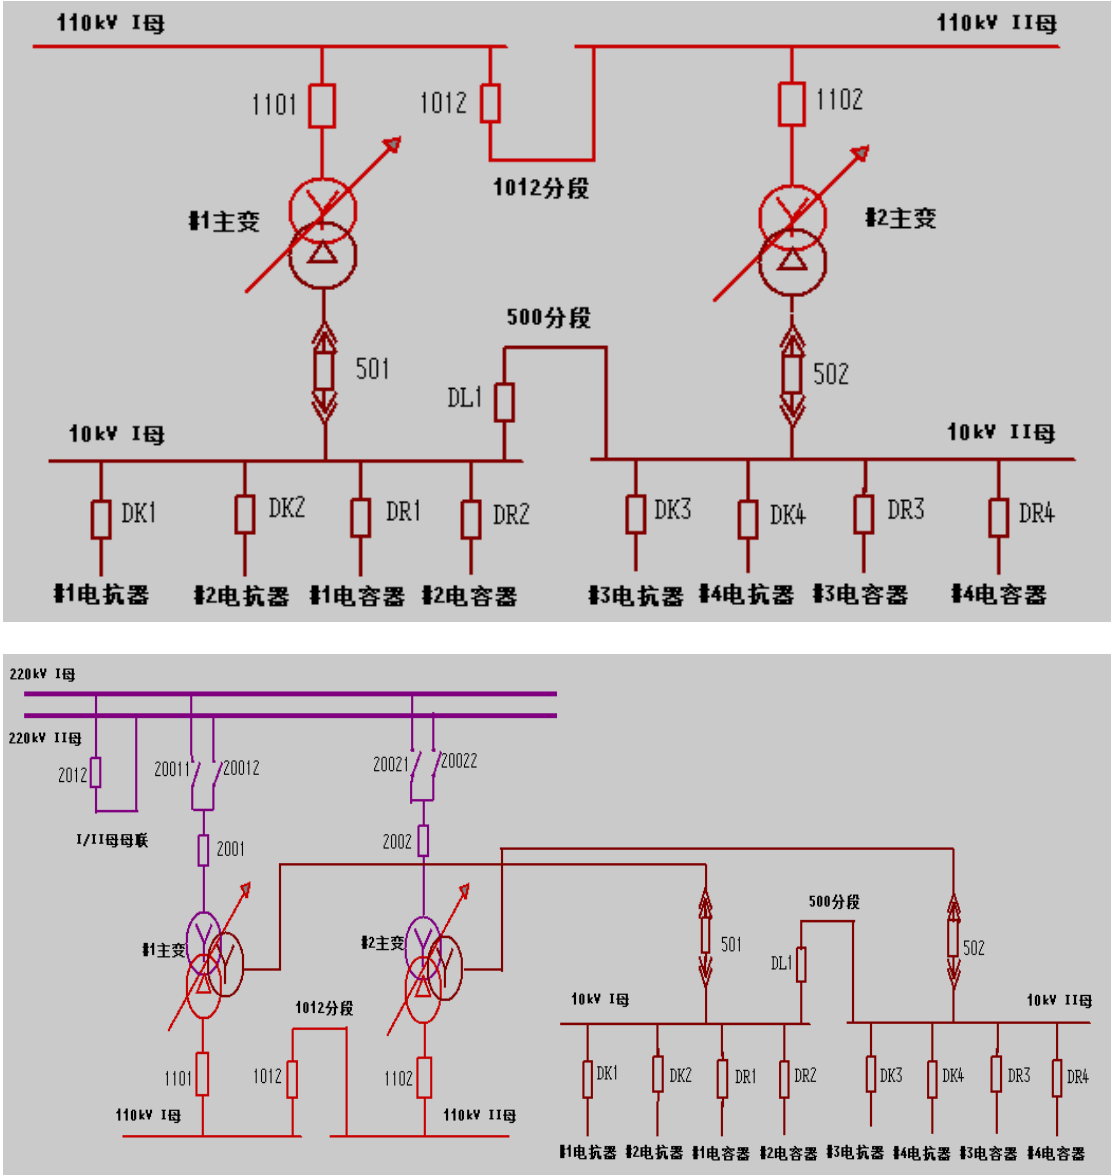 110kV I母
110kV II母
1101
1012
1102
1012分段
#1主变
#2主变
500分段
501
DL1
502
10kV I母
10kV II母
DK1
DK2
DR1
DR2
DK3
DK4
DR3
DR4
#1电抗器
#2电抗器
#1电容器
#2电容器
#3电抗器
#4电抗器
#3电容器
#4电容器
220kV I母
220kV II母
2012
20011
20012
20021
20022
I/II母母联
2001
2002
500分段
#1主变
#2主变
501
DL1
502
10kV I母
10kV II母
1012分段
1101
1012
1102
DK1
DK2
DR1
DR2
DK3
DK4
DR3
DR4
110kV I母
110kV II母
#1电抗器
#2电抗器
#1电容器
#2电容器
#3电抗器
#4电抗器
#3电容器
#4电容器